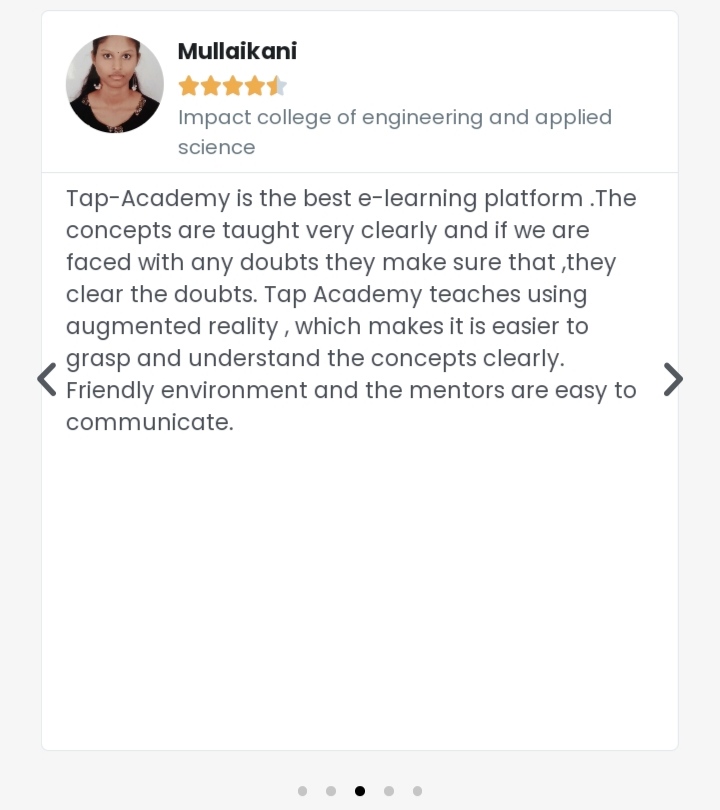 Mullaikani
Impact college of engineering and applied
science
Tap-Academy is the best e-learning platform .The
concepts are taught very clearly and if we are
faced with any doubts they make sure that ,they
clear the doubts. Tap Academy teaches using
augmented reality , which makes it is easier to
grasp and understand the concepts clearly.
Friendly environment and the mentors are easy to
communicate.